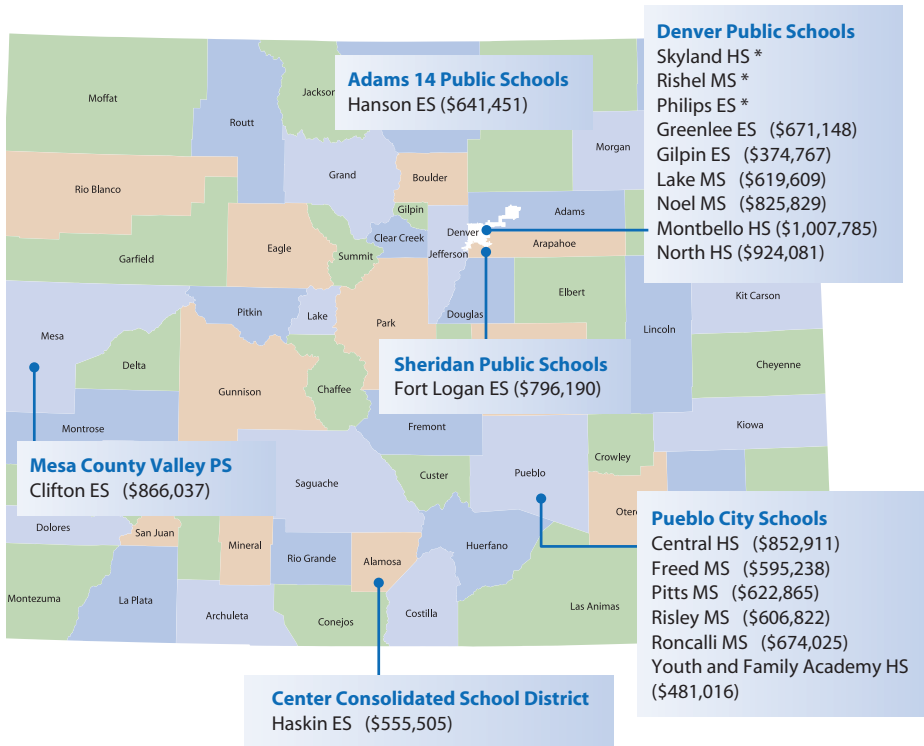 Denver Public Schools
Skyland HS *
Rishel MS *
Philips ES *
Greenlee ES ($671,148)
Gilpin ES ($374,767)
Lake MS ($619,609)
Noel MS ($825,829)
Montbello HS ($1,007,785)
North HS ($924,081)
Adams 14 Public Schools
Hanson ES ($641,451)
Moffat
Routt
Jackson
Morgan
Grand
Boulder
Rio Blanco
Gilpin
Adams
Denver
Clear Creek
Arapahoe
Eagle
Summit
Jefferson
Garfield
Elbert
Kit Carson
Pitkin
Lake
Park
Douglas
Lincoln
Mesa
Delta
Cheyenne
Sheridan Public Schools
Fort Logan ES ($796,190)
Gunnison
Chaffee
Montrose
Fremont
Kiowa
Mesa County Valley PS
Clifton ES ($866,037)
Crowley
Saguache
Custer
Pueblo
Oter
Dolores
San Juan
Mineral
Rio Grande
Alamosa
Huerfano
Pueblo City Schools
Central HS ($852,911)
Freed MS ($595,238)
Pitts MS ($622,865)
Risley MS ($606,822)
Roncalli MS ($674,025)
Youth and Family Academy HS
($481,016)
Montezuma
La Plata
Archuleta
Conejos
Costilla
Las Animas
Center Consolidated School District
Haskin ES ($555,505)